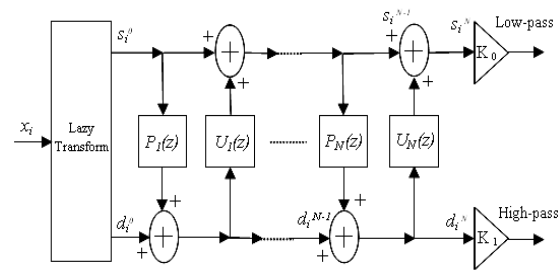 s_i^0
s_i^{N-1}
s_i^N
Low-pass
+
+
+
+
+
+
K_0
x_i
Lazy
Transform
P_1(z)
U_1(z)
P_N(z)
U_N(z)
d_i^0
+
+
d_i^{N-1}
+
+
d_i^N
High-pass
+
+
K_1